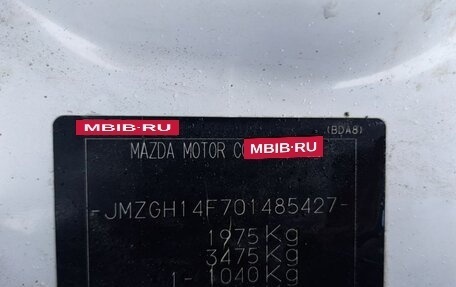 MBIB.RU
(BDA8)
MAZDA MOTOR
MBIB.RU
-JMZGH14F701485427-
1975Kg
3475Kg
1- 1040Kg